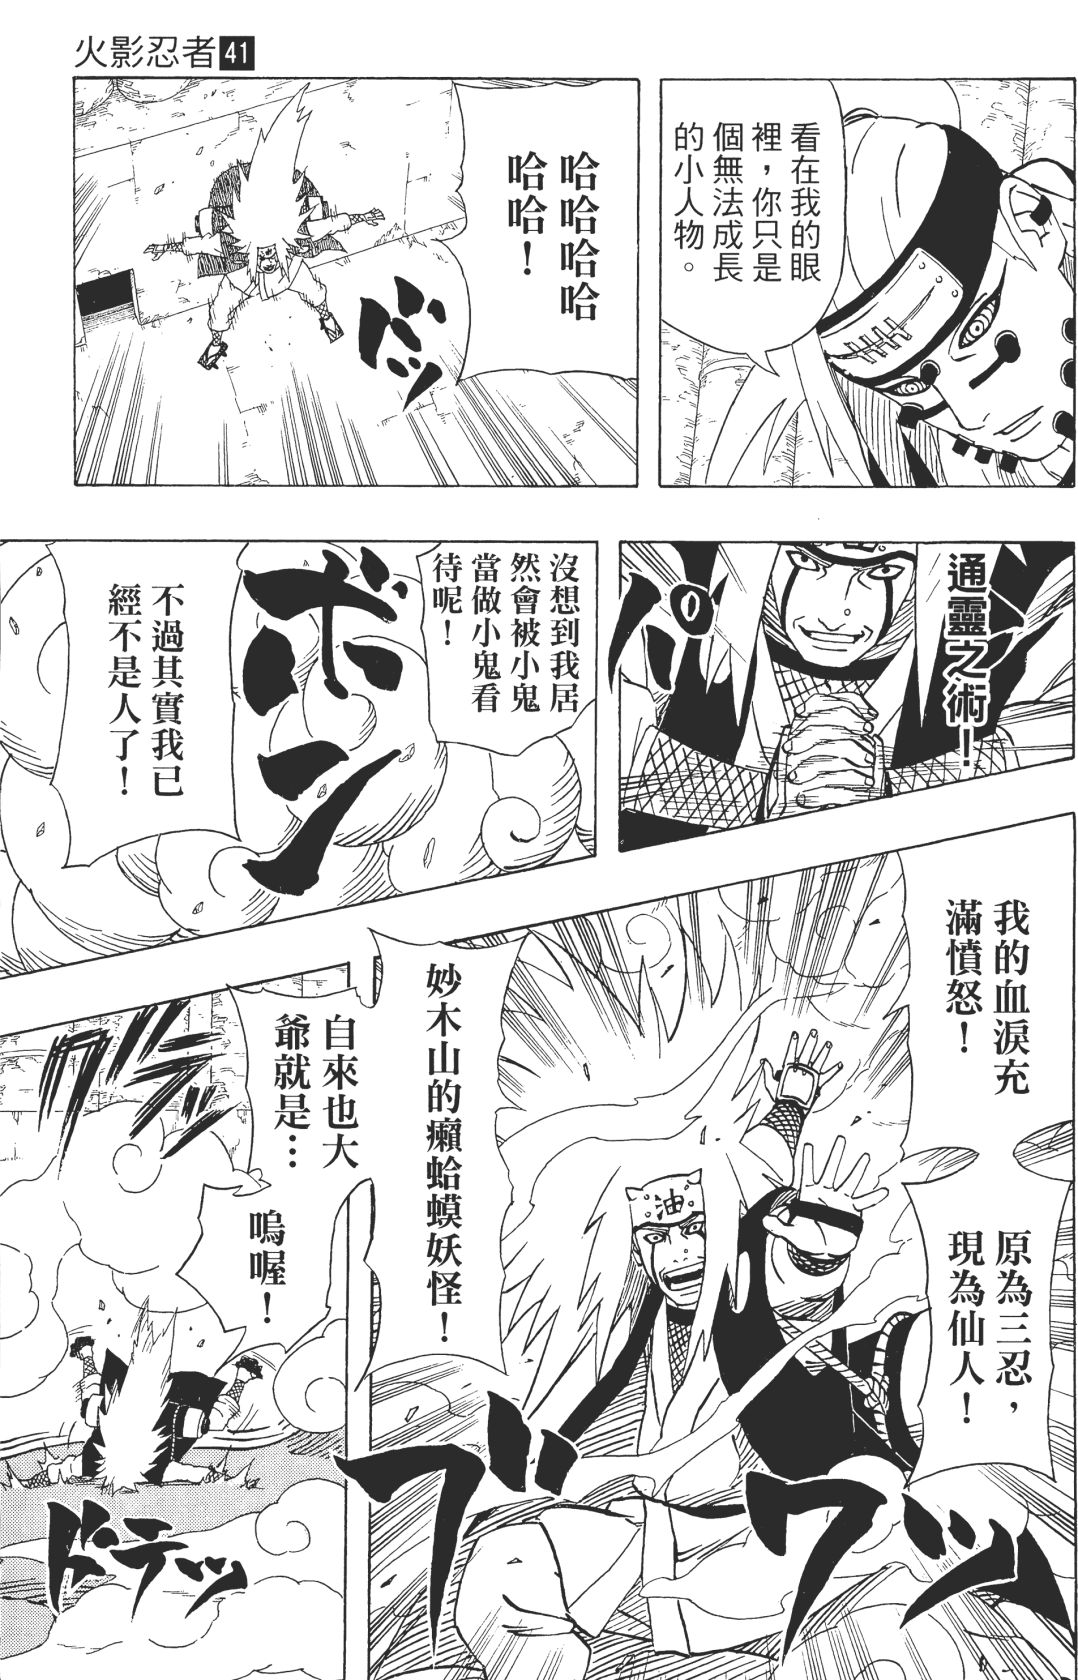 火影忍者41
看在我的眼
裡，你只是
個無法成長
的小人物。
哈哈哈哈
哈哈！
ドッ
通靈之術！
パン
沒想到我居
然會被小鬼
當做小鬼看
待呢！
ボン
不過其實我已
經不是人了！
我的血淚充
滿憤怒！
原為三忍，
現為仙人！
油
妙木山的癩蛤蟆妖怪！
自來也大
爺就是…
嗚喔！
グラッ
ドテッ